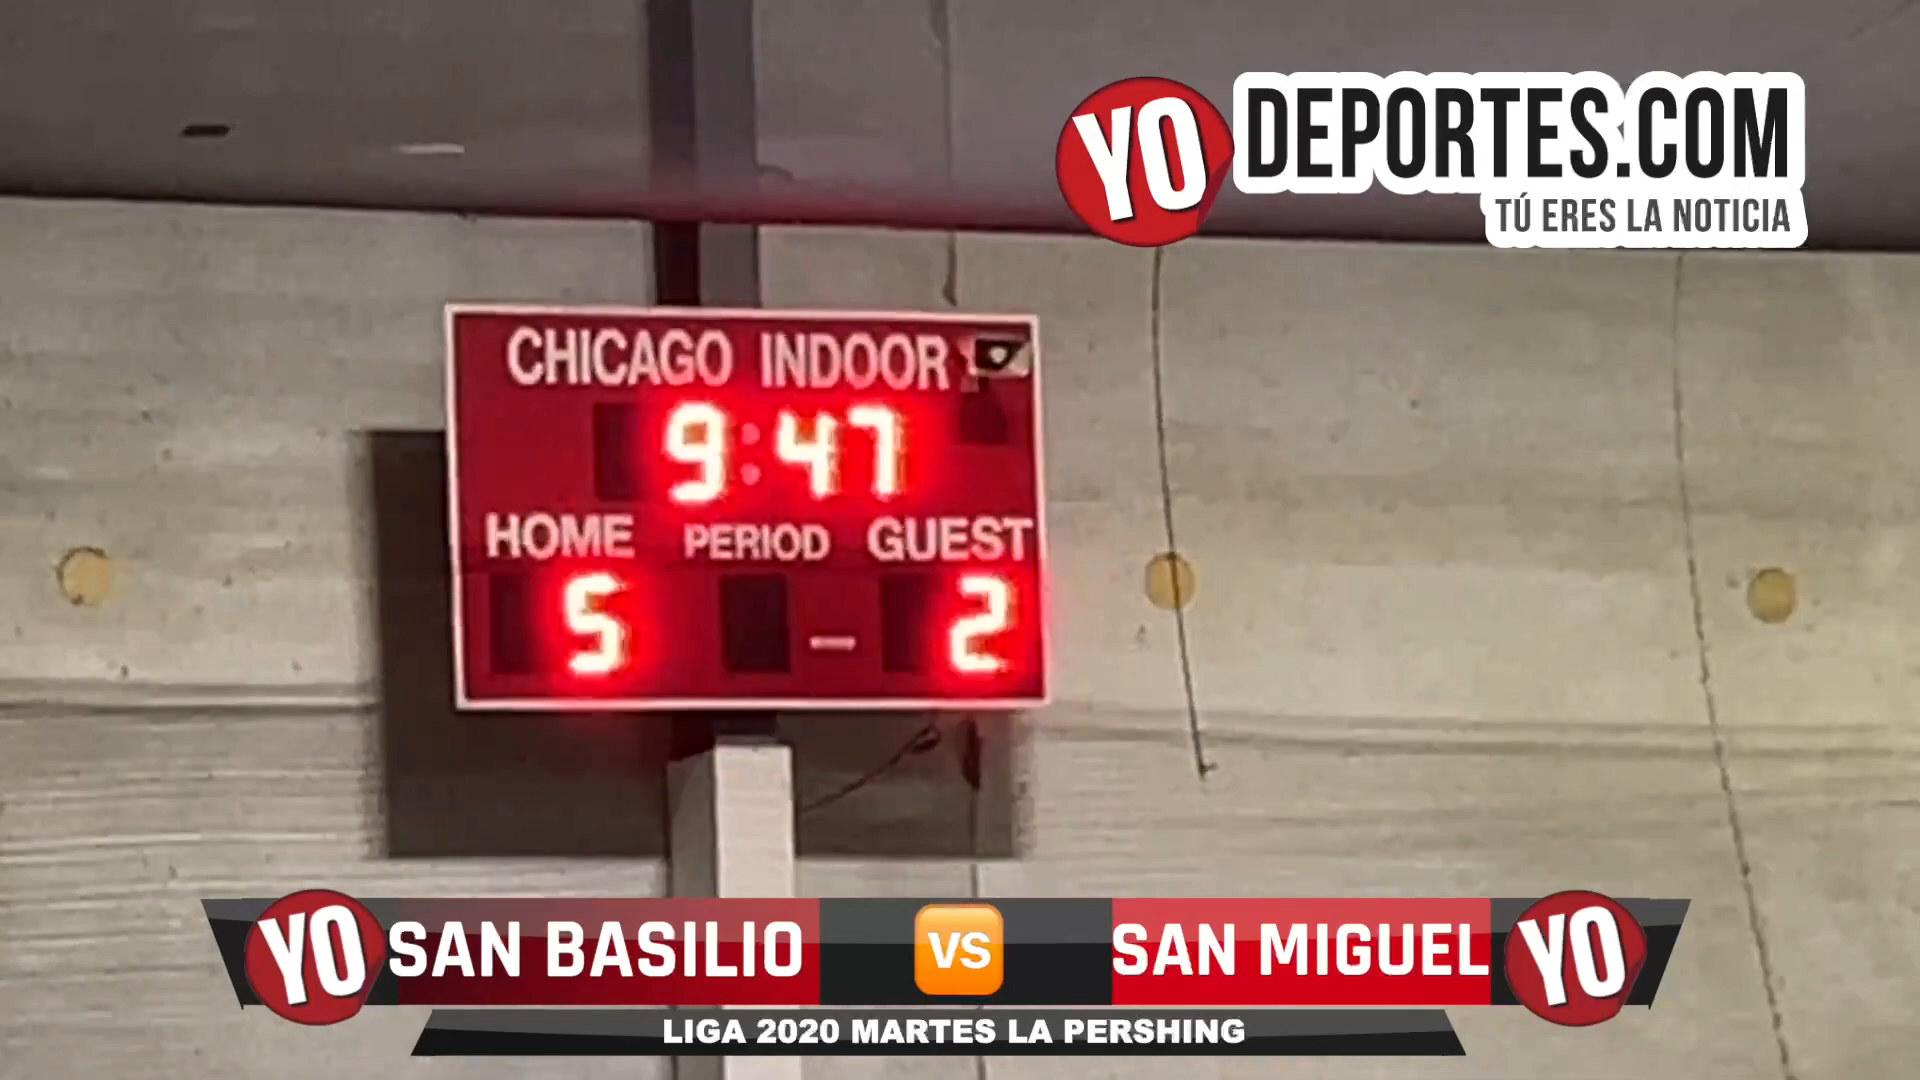 YO DEPORTES.COM
TÚ ERES LA NOTICIA
CHICAGO INDOOR
9:47
HOME PERIOD GUEST
5 2
YO SAN BASILIO VS SAN MIGUEL YO
LIGA 2020 MARTES LA PERSHING